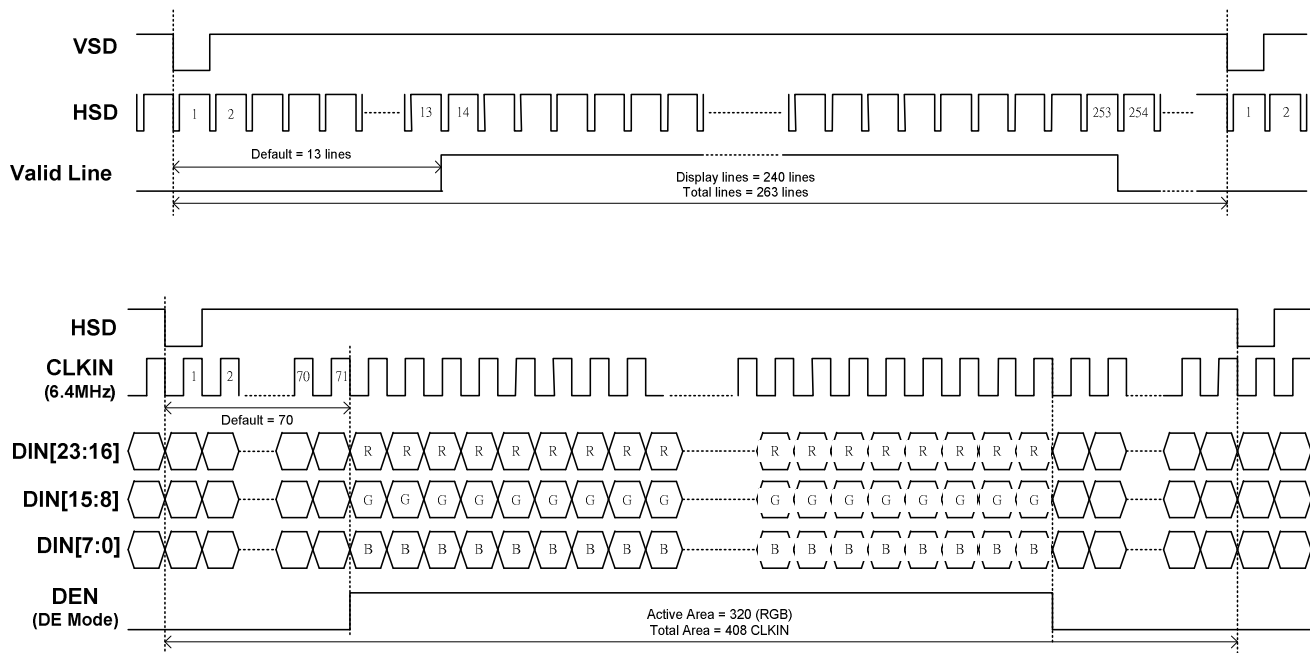 VSD
HSD
1 2 13 14 253 254 1 2
Default = 13 lines
Valid Line
Display lines = 240 lines
Total lines = 263 lines
HSD
CLKIN
(6.4MHz)
1 2 70 71
Default = 70
DIN[23:16]
R R R R R R R R R R R R R R R R R
DIN[15:8]
G G G G G G G G G G G G G G G G G
DIN[7:0]
B B B B B B B B B B B B B B B B B
DEN
(DE Mode)
Active Area = 320 (RGB)
Total Area = 408 CLKIN